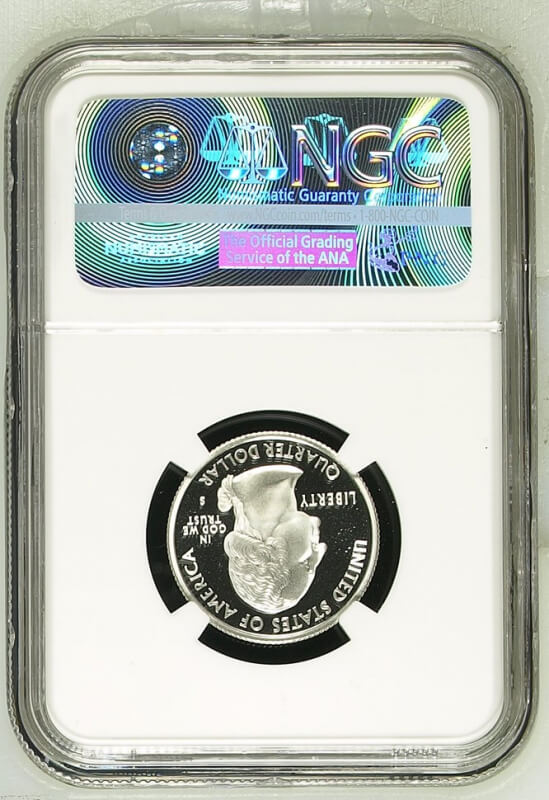 NGC
Numismatic Guaranty
www.NGCcoin.com/terms • 1-800-NGC-COIN
The Official Grading
Service of the ANA
UNITED STATES OF AMERICA
LIBERTY
IN
GOD WE
TRUST
S
QUARTER DOLLAR